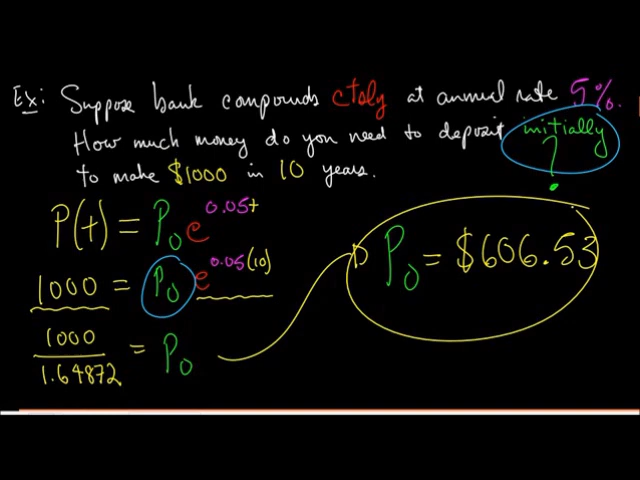 Ex: Suppose bank compounds ctsly at annual rate 5%.
How much money do you need to deposit initially
?
to make $1000 in 10 years.
P(t) = P₀e^0.05t
1000 = P₀e^0.05(10)
1000/1.64872 = P₀
P₀ = $606.53